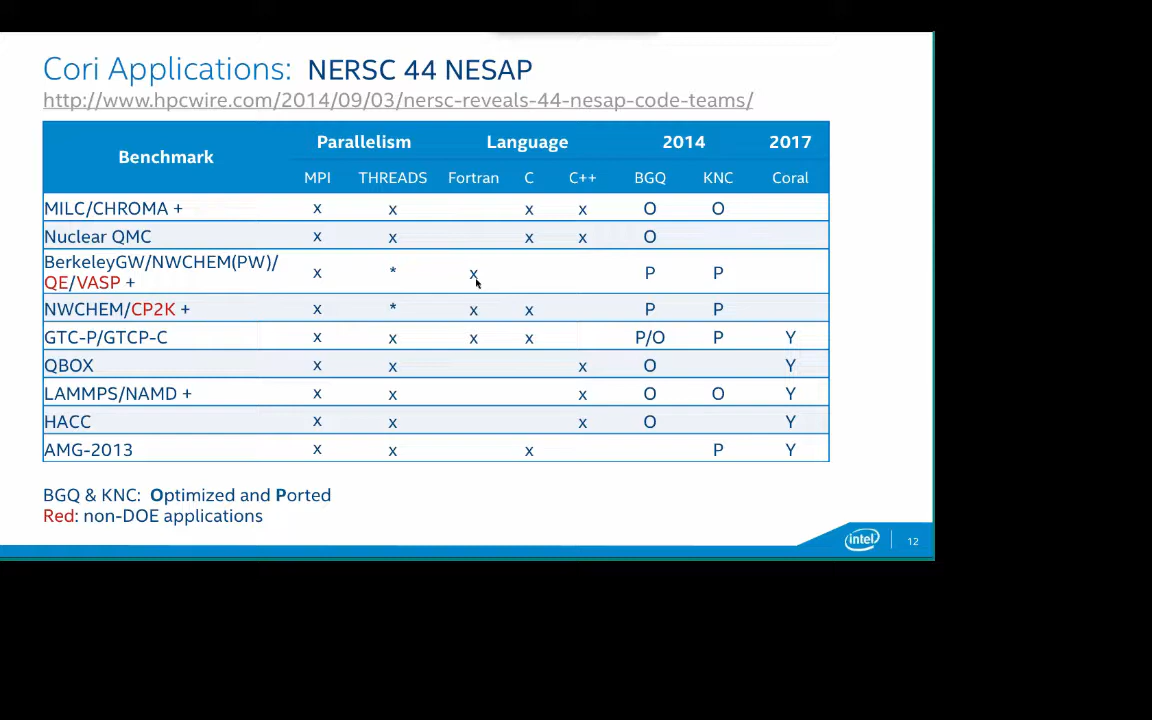 Cori Applications: NERSC 44 NESAP
http://www.hpcwire.com/2014/09/03/nersc-reveals-44-nesap-code-teams/
Benchmark Parallelism Language 2014 2017
MPI THREADS Fortran C C++ BGQ KNC Coral
MILC/CHROMA + x x x x O O
Nuclear QMC x x x x O
BerkeleyGW/NWCHEM(PW)/
QE/VASP + x * x P P
NWCHEM/CP2K + x * x x P P
GTC-P/GTCP-C x x x x P/O P Y
QBOX x x x O Y
LAMMPS/NAMD + x x x O O Y
HACC x x x O Y
AMG-2013 x x x P Y
BGQ & KNC: Optimized and Ported
Red: non-DOE applications
intel 12